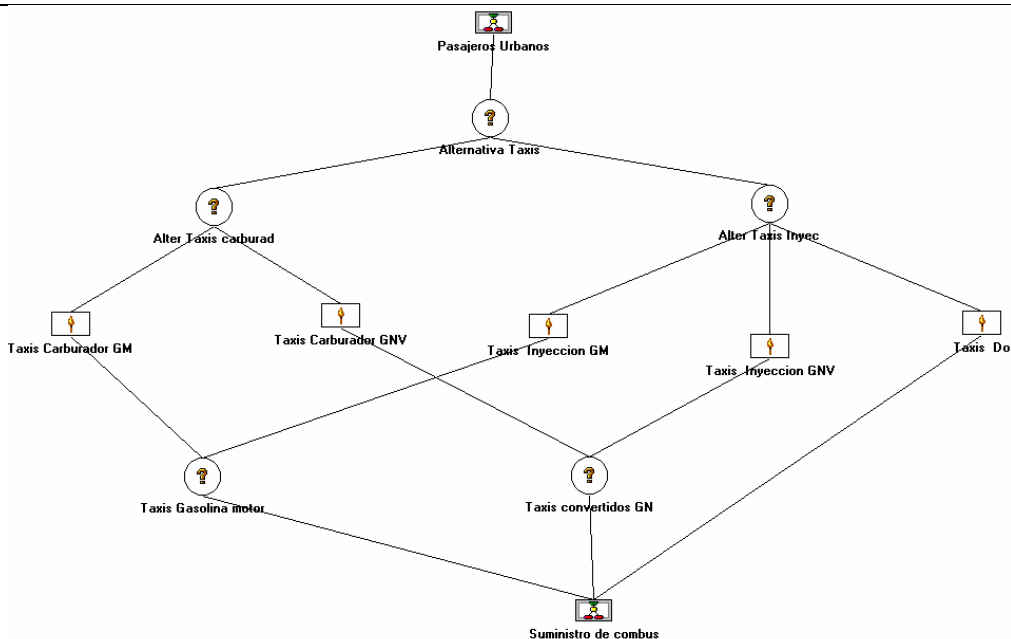 Pasajeros Urbanos
Alternativa Taxis
Alter Taxis carburad
Alter Taxis Inyec
Taxis Carburador GM
Taxis Carburador GNV
Taxis Inyeccion GM
Taxis Inyeccion GNV
Taxis Do
Taxis Gasolina motor
Taxis convertidos GN
Suministro de combus